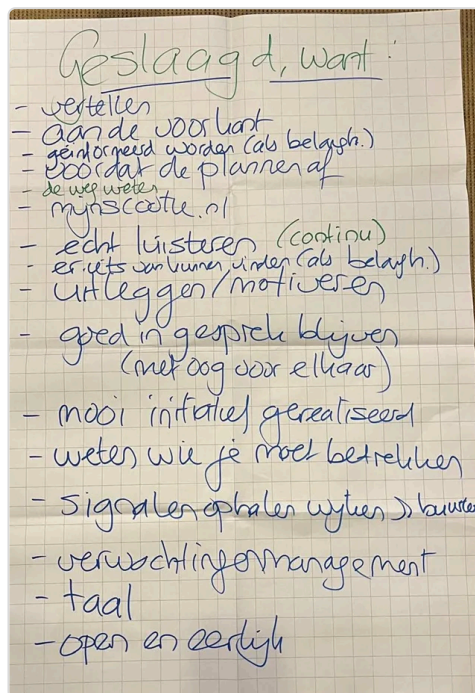 Geslaagd, want:
- vertellen
- aan de voorkant
- geïnformeerd worden (als belangh.)
- voordat de plannen af
- de weg weten
- mijnscootie.nl
- echt luisteren (continu)
- er iets van kunnen vinden (als belangh.)
- uitleggen/motiveren
- goed in gesprek blijven
(met oog voor elkaar)
- mooi initiatief gerealiseerd
- weten wie je moet betrekken
- signalen ophalen wijken
- verwachtingenmanagement
- taal
- open en eerlijk